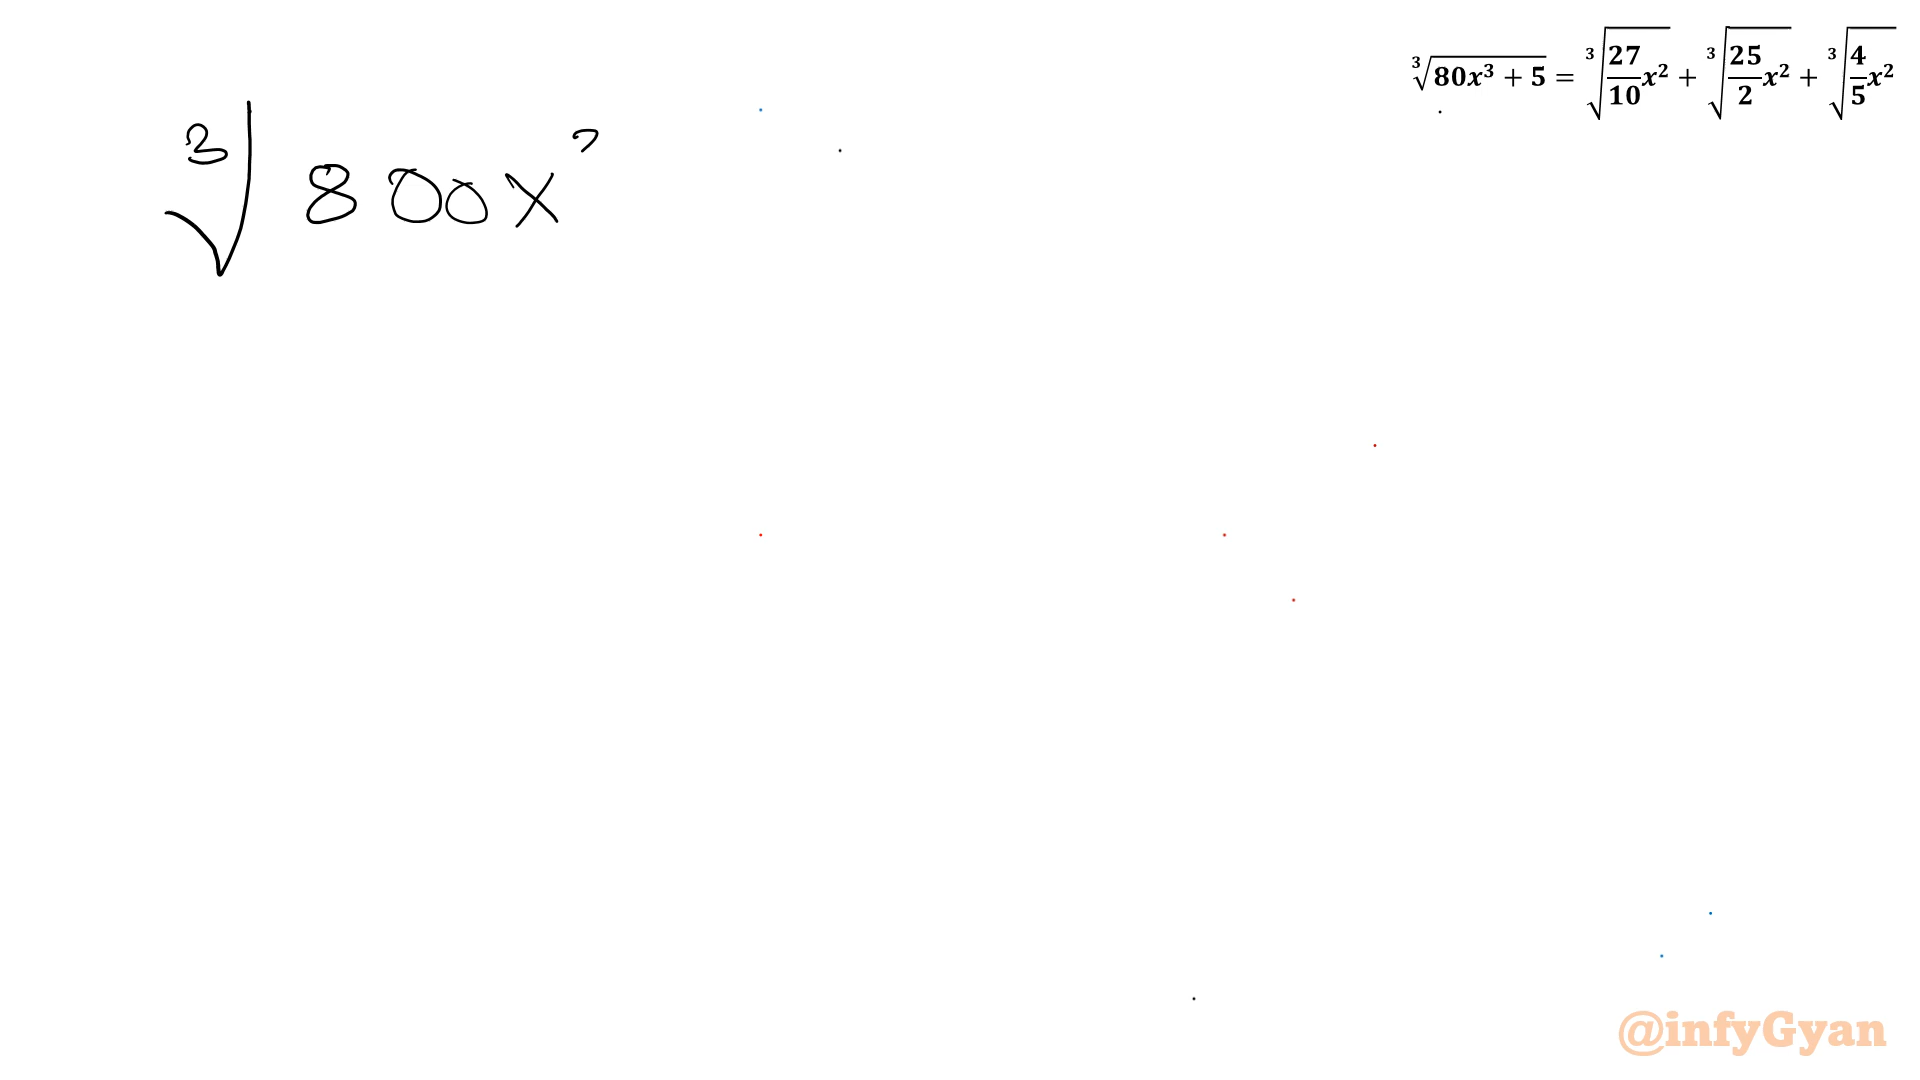 ∛(80x³ + 5) = ∛(27/10 x²) + ∛(25/2 x²) + ∛(4/5 x²)
∛ 800x
@infyGyan